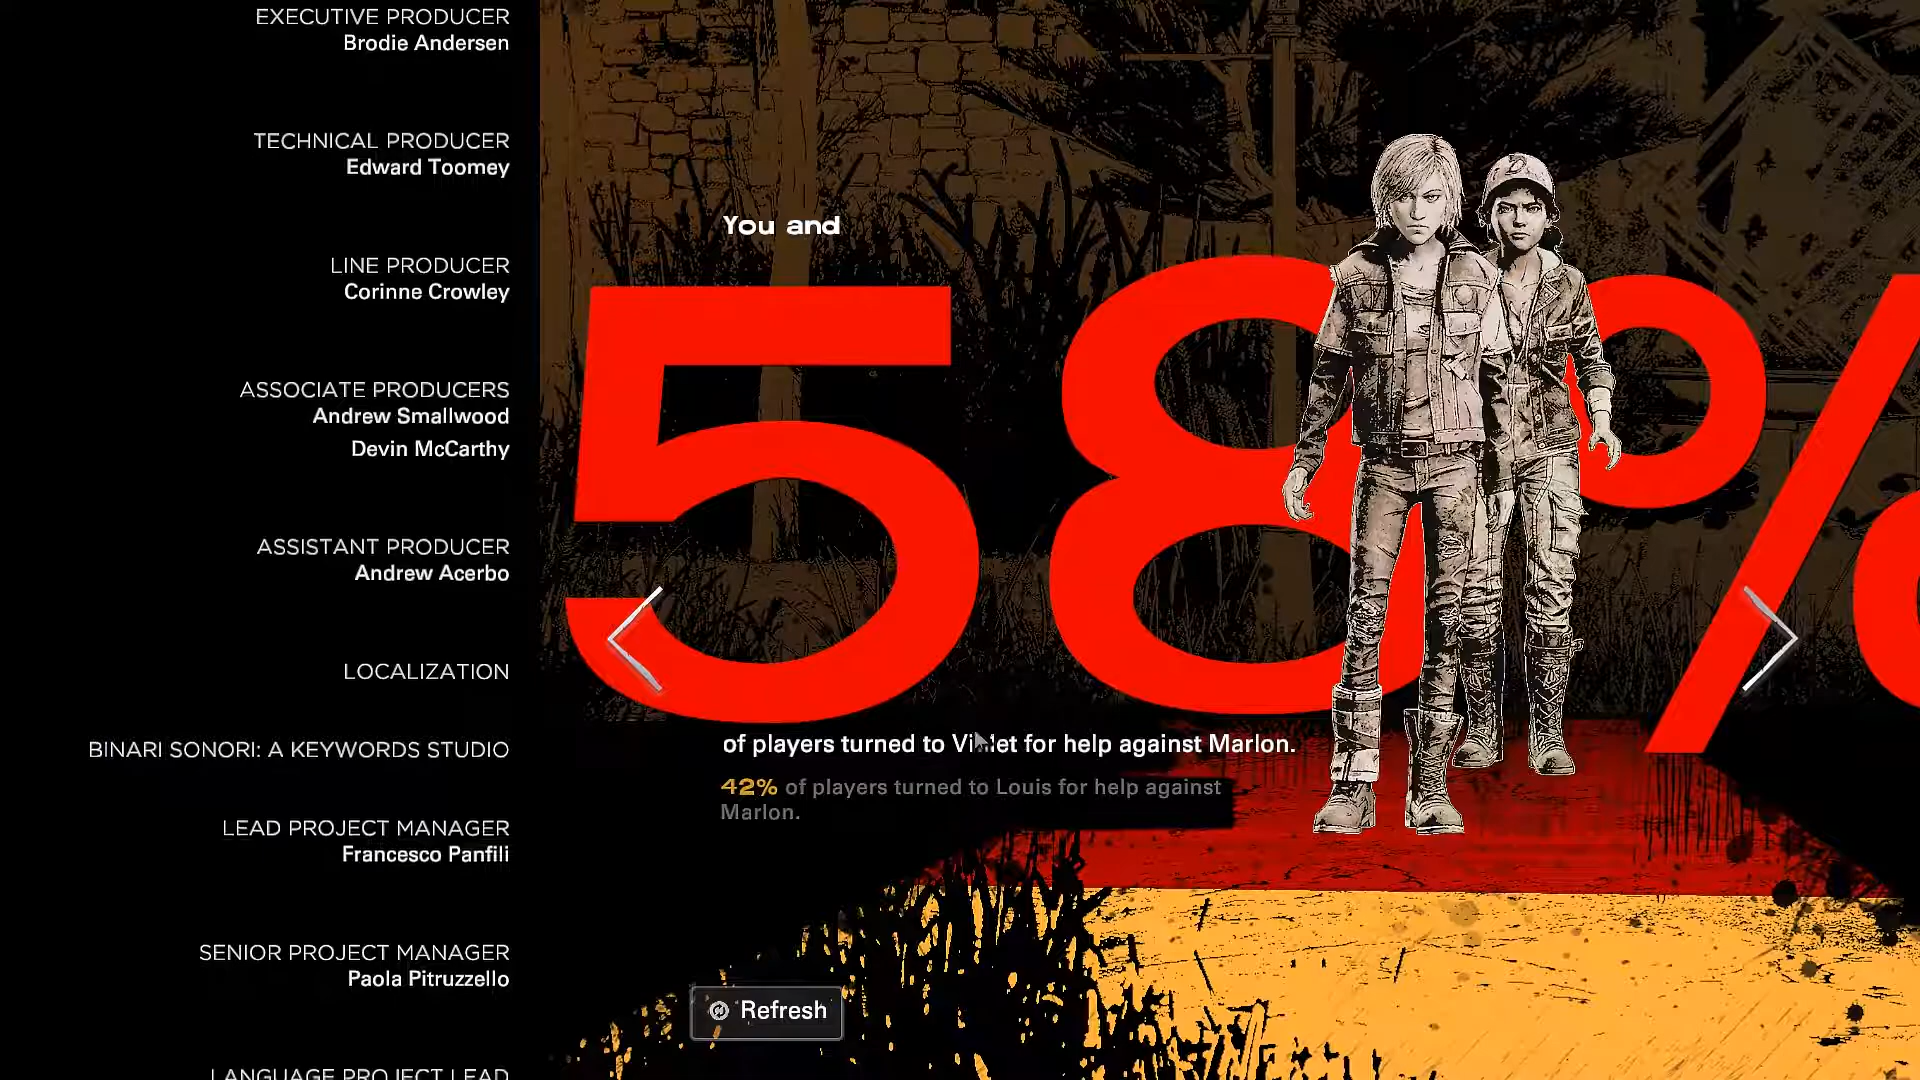 EXECUTIVE PRODUCER
Brodie Andersen
TECHNICAL PRODUCER
Edward Toomey
LINE PRODUCER
Corinne Crowley
ASSOCIATE PRODUCERS
Andrew Smallwood
Devin McCarthy
ASSISTANT PRODUCER
Andrew Acerbo
LOCALIZATION
BINARI SONORI: A KEYWORDS STUDIO
LEAD PROJECT MANAGER
Francesco Panfili
SENIOR PROJECT MANAGER
Paola Pitruzzello
LANGUAGE PROJECT LEAD
You and
58%
of players turned to Violet for help against Marlon.
42% of players turned to Louis for help against
Marlon.
Refresh